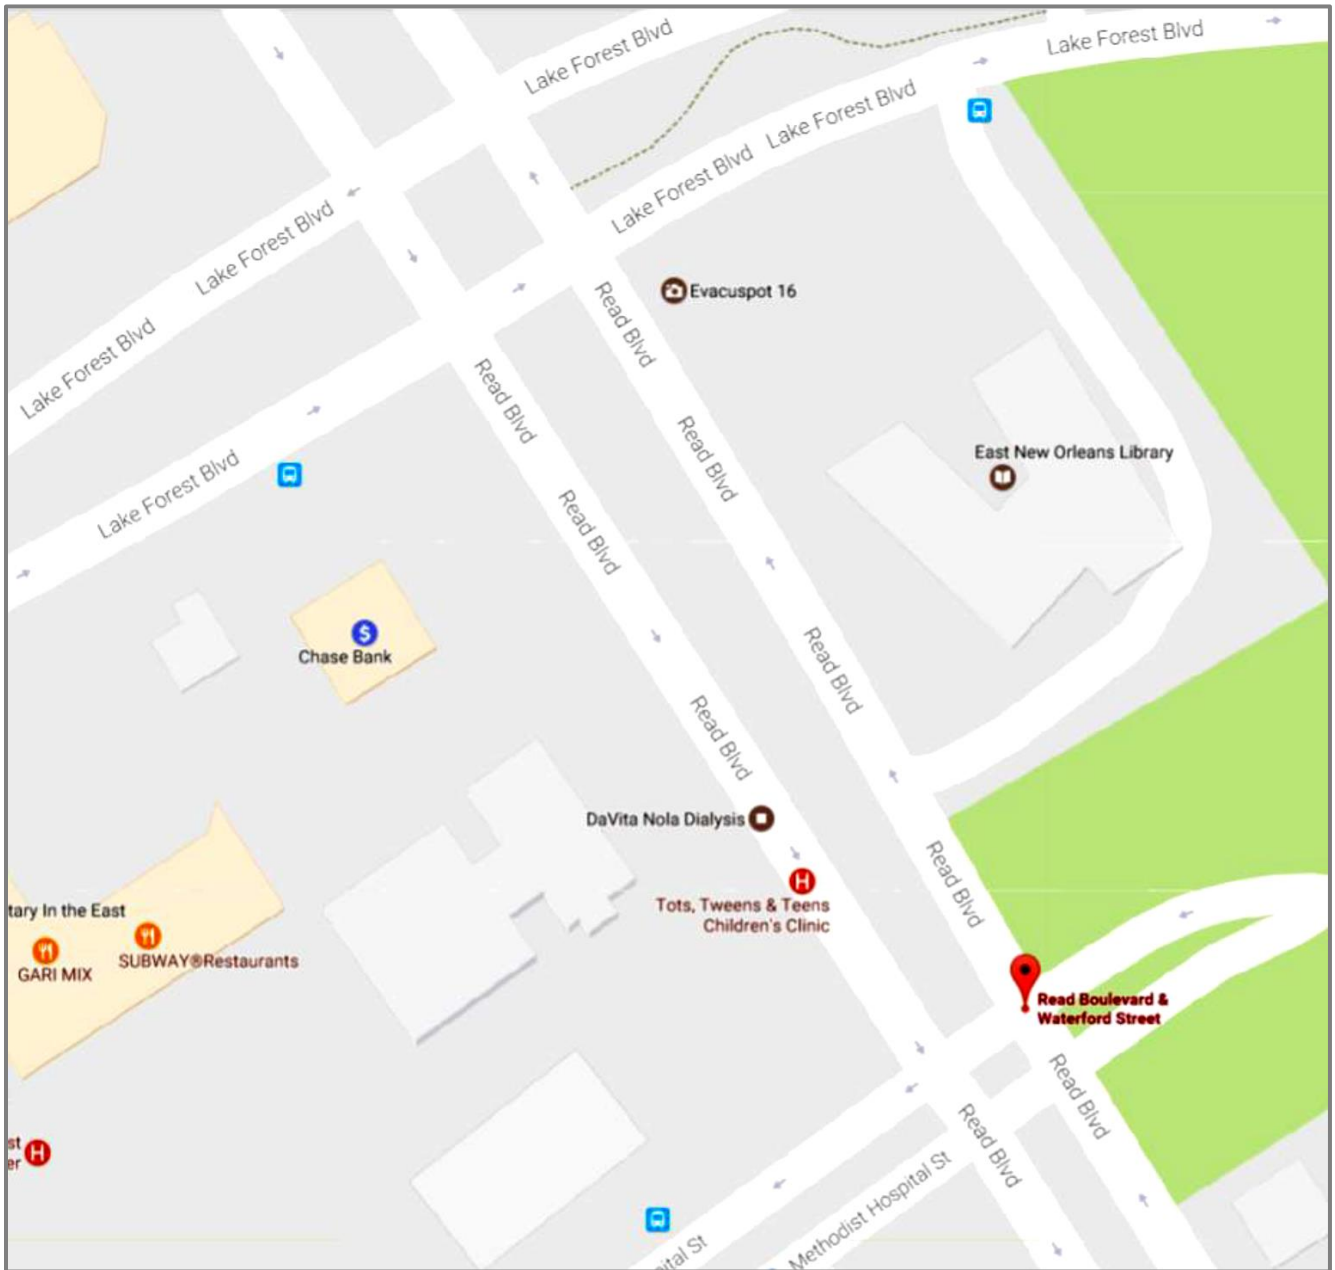 Lake Forest Blvd
Lake Forest Blvd
Lake Forest Blvd
Lake Forest Blvd
Lake Forest Blvd
Lake Forest Blvd
Lake Forest Blvd
Evacuspot 16
Read Blvd
Read Blvd
Read Blvd
East New Orleans Library
Read Blvd
Chase Bank
Read Blvd
Read Blvd
DaVita Nola Dialysis
Read Blvd
Tots, Tweens & Teens
Children's Clinic
tary In the East
SUBWAY®Restaurants
GARI MIX
Read Boulevard &
Waterford Street
Read Blvd
Read Blvd
st
er
Methodist Hospital St
ital St